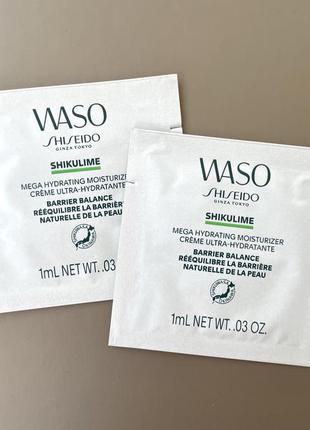 WASO
SHISEIDO
GINZA TOKYO
SHIKULIME
MEGA HYDRATING MOISTURIZER
CRÈME ULTRA-HYDRATANTE
BARRIER BALANCE
RÉÉQUILIBRE LA BARRIÈRE
NATURELLE DE LA PEAU
1mL NET WT. .03 OZ.
WASO
SHISEIDO
GINZA TOKYO
SHIKULIME
MEGA HYDRATING MOISTURIZER
CRÈME ULTRA-HYDRATANTE
BARRIER BALANCE
RÉÉQUILIBRE LA BARRIÈRE
NATURELLE DE LA PEAU
1mL NET WT. .03 OZ.